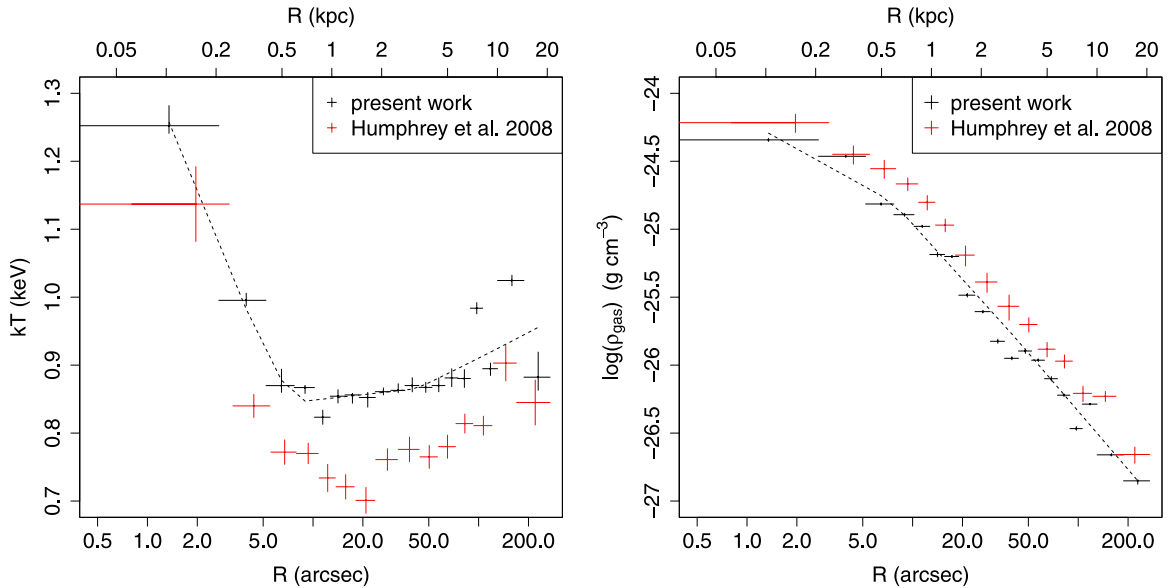 R (kpc)
0.05 0.2 0.5 1 2 5 10 20
present work
Humphrey et al. 2008
kT (keV)
1.3
1.2
1.1
1.0
0.9
0.8
0.7
0.5 1.0 2.0 5.0 20.0 50.0 200.0
R (arcsec)
R (kpc)
0.05 0.2 0.5 1 2 5 10 20
present work
Humphrey et al. 2008
log(ρgas) (g cm−3)
−24
−24.5
−25
−25.5
−26
−26.5
−27
0.5 1.0 2.0 5.0 20.0 50.0 200.0
R (arcsec)